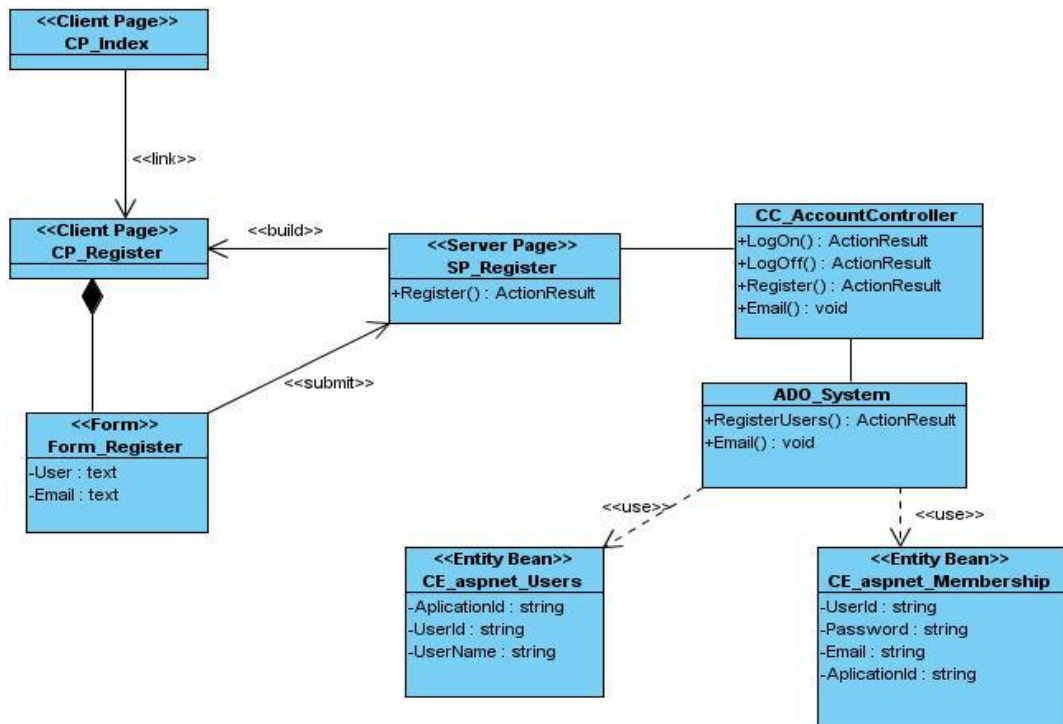 <<Client Page>>
CP_Index
<<link>>
<<Client Page>>
CP_Register
<<build>>
<<Server Page>>
SP_Register
+Register() : ActionResult
CC_AccountController
+LogOn() : ActionResult
+LogOff() : ActionResult
+Register() : ActionResult
+Email() : void
<<submit>>
<<Form>>
Form_Register
-User : text
-Email : text
ADO_System
+RegisterUsers() : ActionResult
+Email() : void
<<use>>
<<use>>
<<Entity Bean>>
CE_aspnet_Users
-AplicationId : string
-UserId : string
-UserName : string
<<Entity Bean>>
CE_aspnet_Membership
-UserId : string
-Password : string
-Email : string
-AplicationId : string